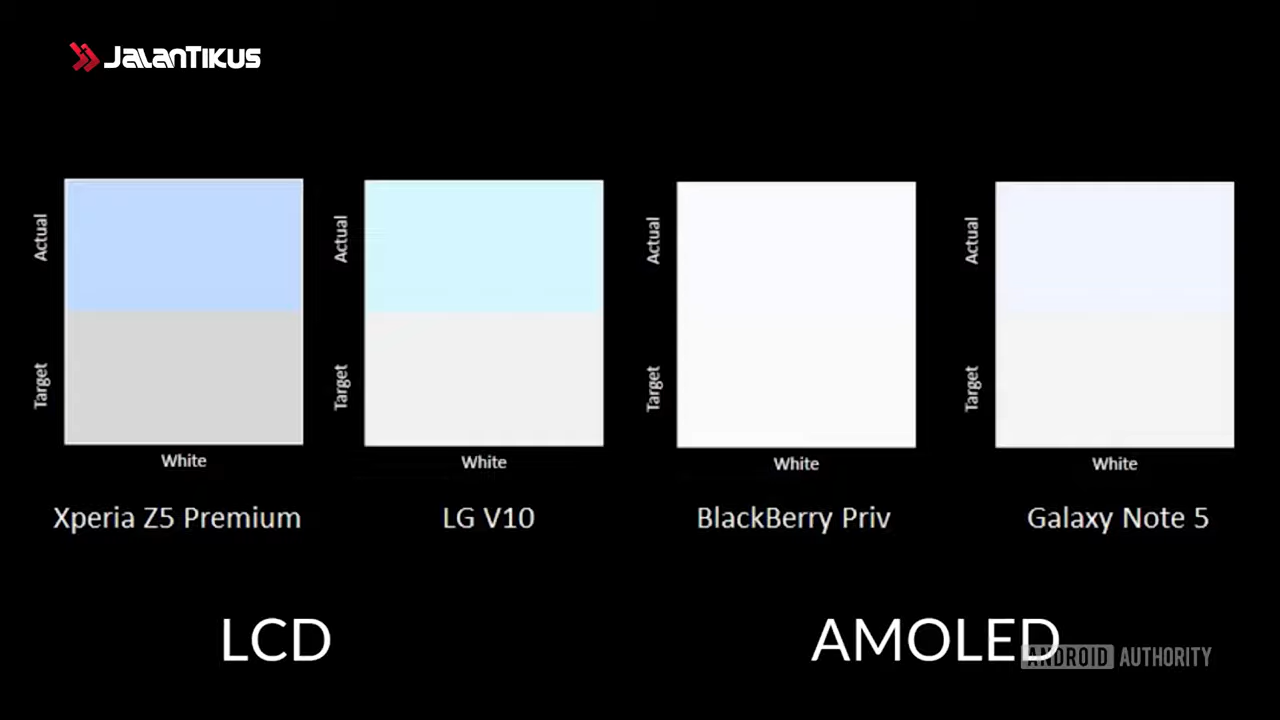 JALANTIKUS
Actual
Target
White
Xperia Z5 Premium
Actual
Target
White
LG V10
Actual
Target
White
BlackBerry Priv
Actual
Target
White
Galaxy Note 5
LCD
AMOLED
ANDROID AUTHORITY